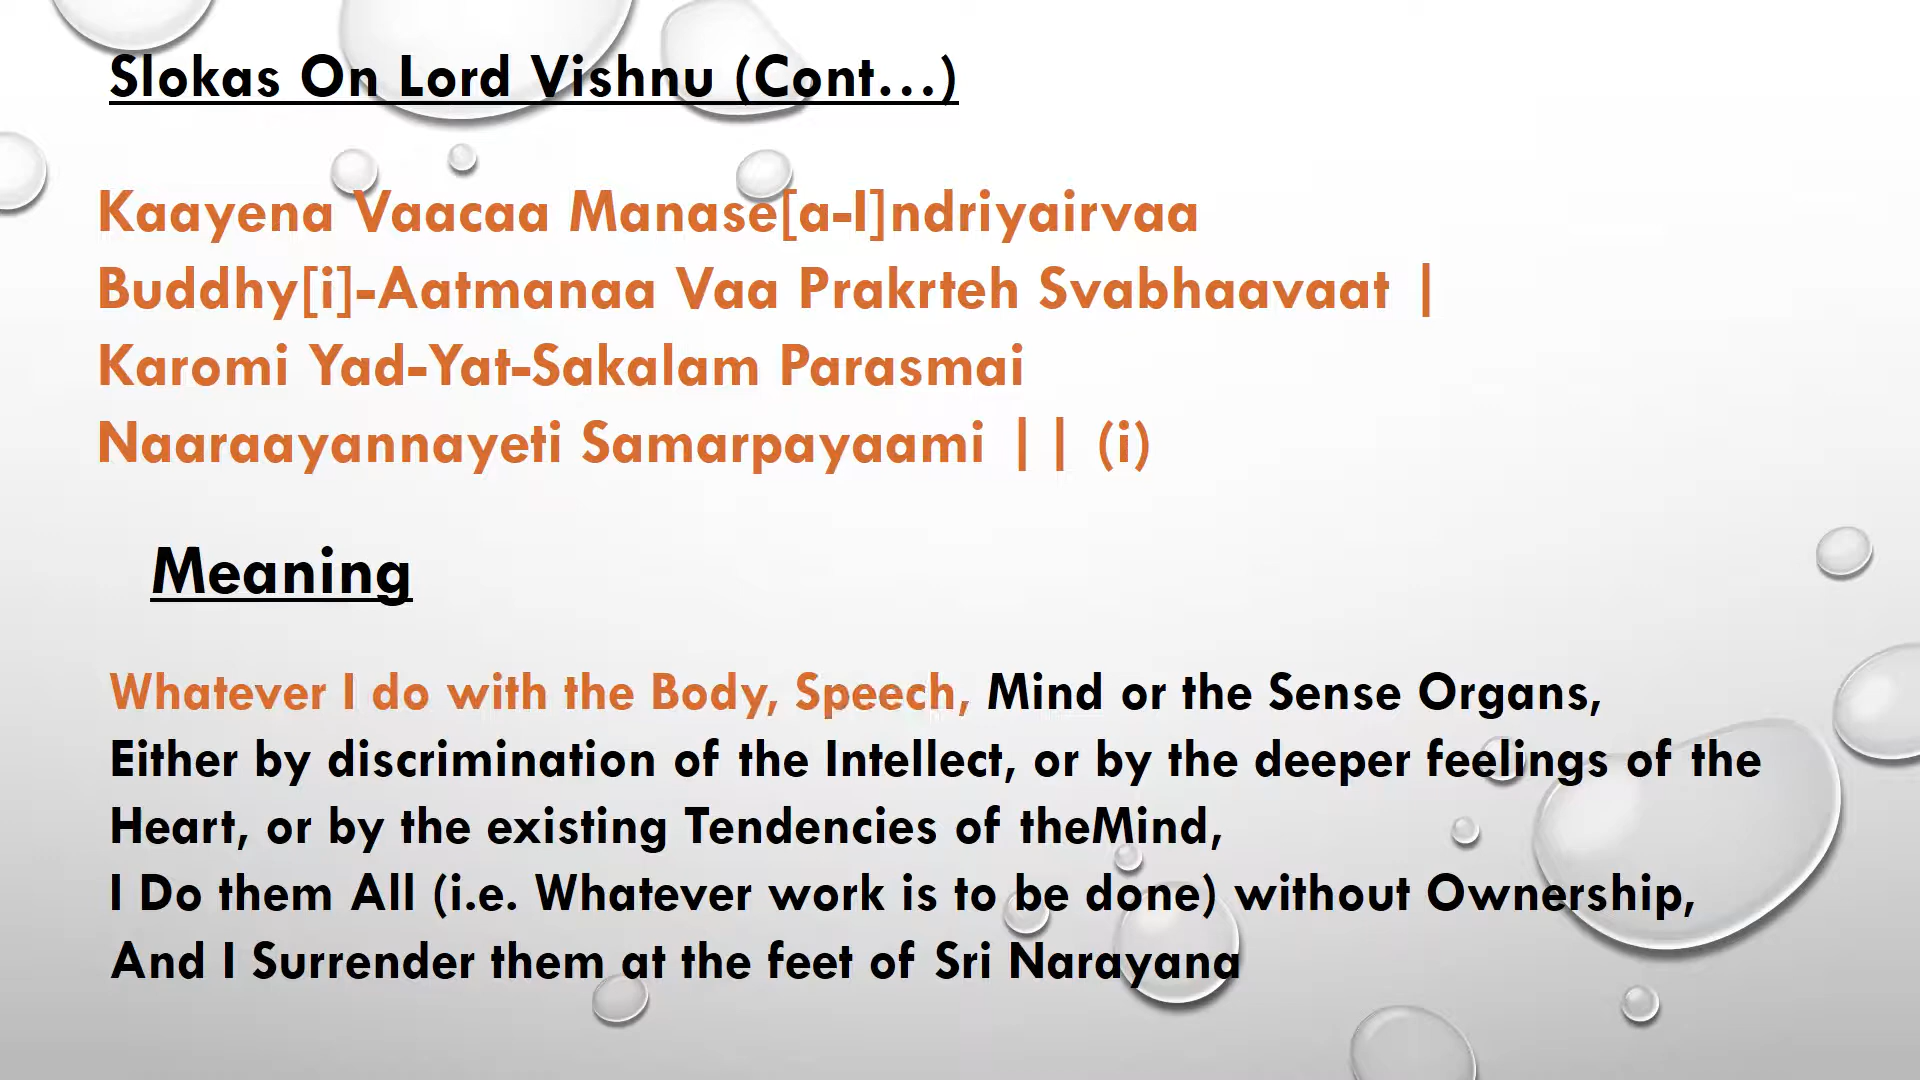 Slokas On Lord Vishnu (Cont...)
Kaayena Vaacaa Manase[a-I]ndriyairvaa
Buddhy[i]-Aatmanaa Vaa Prakrteh Svabhaavaat |
Karomi Yad-Yat-Sakalam Parasmai
Naaraayannayeti Samarpayaami || (i)
Meaning
Whatever I do with the Body, Speech, Mind or the Sense Organs,
Either by discrimination of the Intellect, or by the deeper feelings of the
Heart, or by the existing Tendencies of theMind,
I Do them All (i.e. Whatever work is to be done) without Ownership,
And I Surrender them at the feet of Sri Narayana